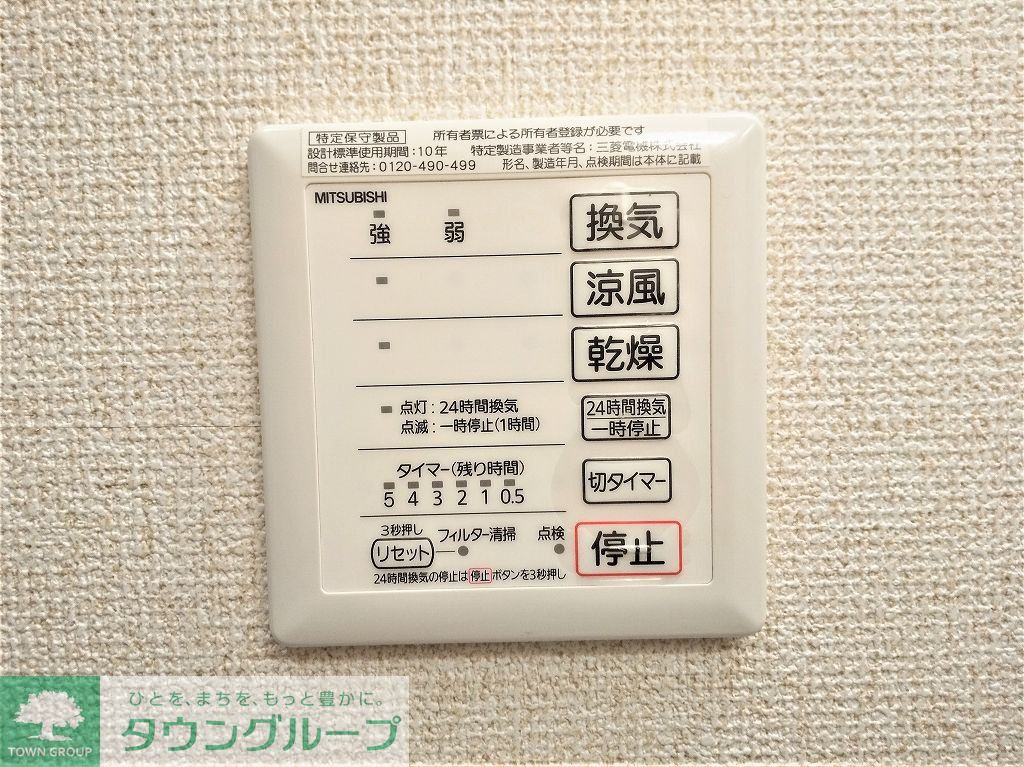 特定保守製品 所有者票による所有者登録が必要です
設計標準使用期間:10年 特定製造事業者等名:三菱電機株式会社
問合せ連絡先:0120-490-499 形名、製造年月、点検期間は本体に記載
MITSUBISHI
強 弱 換気
涼風
乾燥
点灯:24時間換気
点滅:一時停止(1時間)
24時間換気
一時停止
タイマー(残り時間)
5 4 3 2 1 0.5
切タイマー
3秒押し
リセット フィルター清掃 点検
停止
24時間換気の停止は停止ボタンを3秒押し
ひとを、まちを、もっと豊かに。
タウングループ
TOWN GROUP